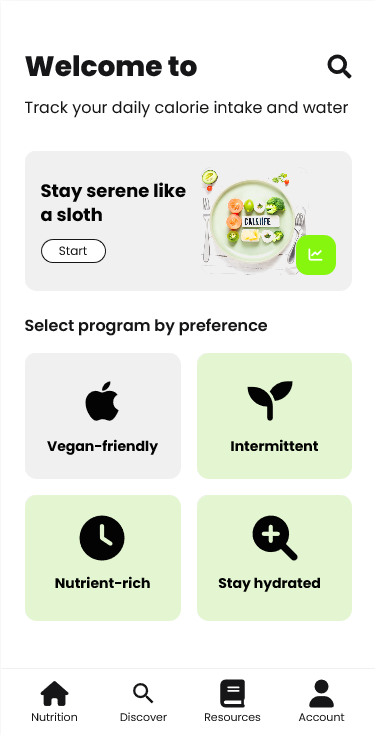 Welcome to
Track your daily calorie intake and water
Stay serene like
a sloth
Start
CALSLIFE
Select program by preference
Vegan-friendly
Intermittent
Nutrient-rich
Stay hydrated
Nutrition
Discover
Resources
Account